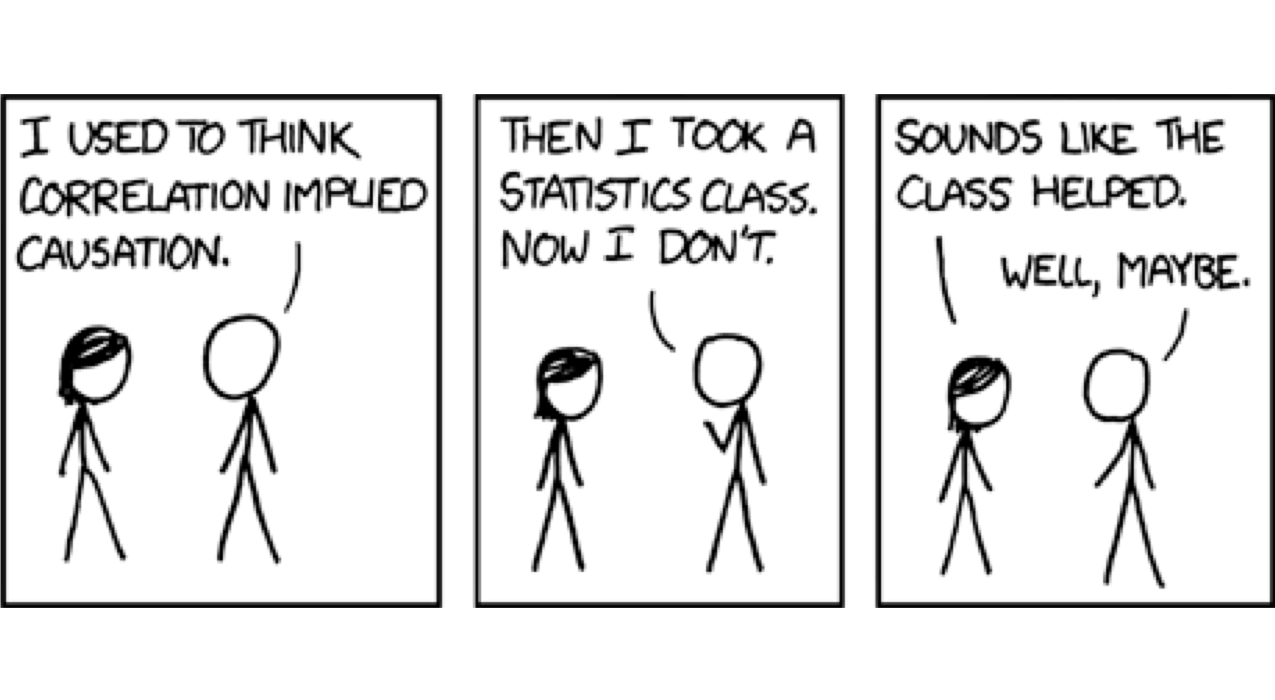 I USED TO THINK
CORRELATION IMPLIED
CAUSATION.
THEN I TOOK A
STATISTICS CLASS.
NOW I DON'T.
SOUNDS LIKE THE
CLASS HELPED.
WELL, MAYBE.